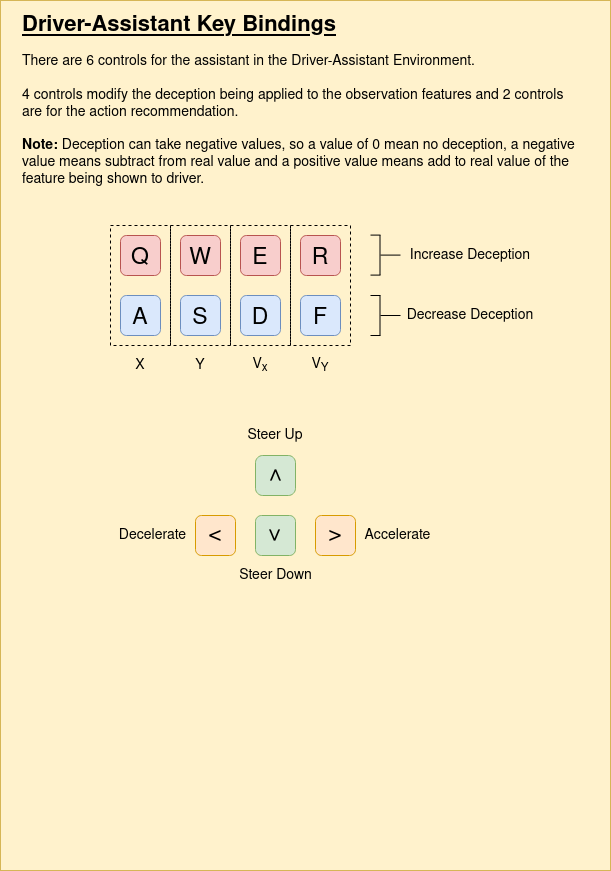 Driver-Assistant Key Bindings
There are 6 controls for the assistant in the Driver-Assistant Environment.
4 controls modify the deception being applied to the observation features and 2 controls
are for the action recommendation.
Note: Deception can take negative values, so a value of 0 mean no deception, a negative
value means subtract from real value and a positive value means add to real value of the
feature being shown to driver.
Q W E R Increase Deception
A S D F Decrease Deception
X Y Vx VY
Steer Up
^
Decelerate < v > Accelerate
Steer Down